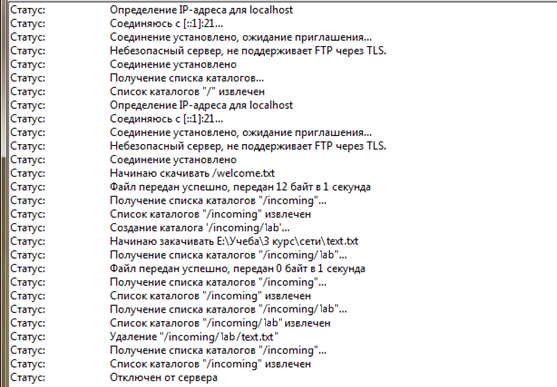 Статус: Определение IP-адреса для localhost
Статус: Соединяюсь с [::1]:21...
Статус: Соединение установлено, ожидание приглашения...
Статус: Небезопасный сервер, не поддерживает FTP через TLS.
Статус: Соединение установлено
Статус: Получение списка каталогов...
Статус: Список каталогов "/" извлечен
Статус: Определение IP-адреса для localhost
Статус: Соединяюсь с [::1]:21...
Статус: Соединение установлено, ожидание приглашения...
Статус: Небезопасный сервер, не поддерживает FTP через TLS.
Статус: Соединение установлено
Статус: Начинаю скачивать /welcome.txt
Статус: Файл передан успешно, передан 12 байт в 1 секунда
Статус: Получение списка каталогов "/incoming"...
Статус: Список каталогов "/incoming" извлечен
Статус: Создание каталога '/incoming/lab'...
Статус: Начинаю закачивать E:\Учеба\3 курс\сети\text.txt
Статус: Получение списка каталогов "/incoming/lab"...
Статус: Файл передан успешно, передан 0 байт в 1 секунда
Статус: Получение списка каталогов "/incoming"...
Статус: Список каталогов "/incoming" извлечен
Статус: Получение списка каталогов "/incoming/lab"...
Статус: Список каталогов "/incoming/lab" извлечен
Статус: Удаление "/incoming/lab/text.txt"
Статус: Получение списка каталогов "/incoming"...
Статус: Список каталогов "/incoming" извлечен
Статус: Отключен от сервера